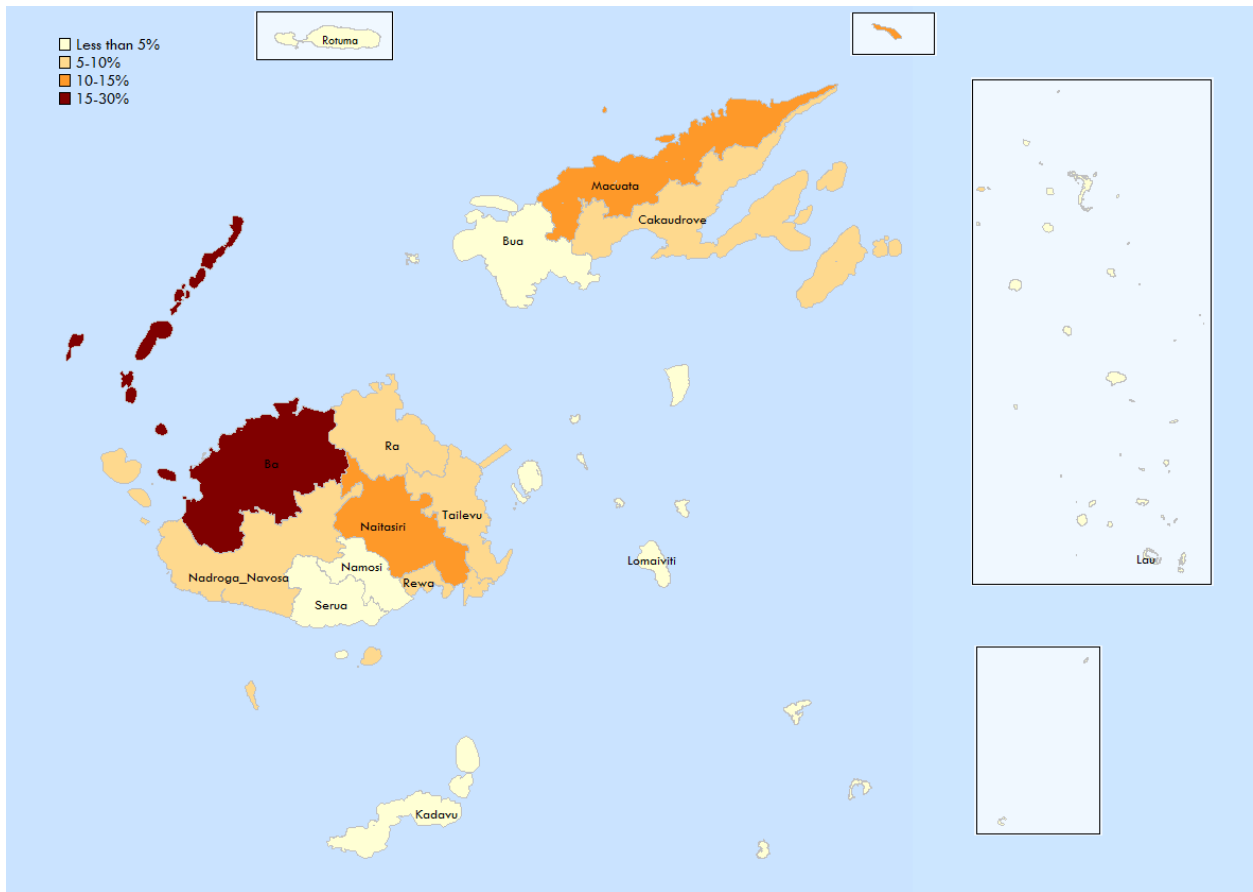 Rotuma
Less than 5%
5-10%
10-15%
15-30%
Macuata
Cakaudrove
Bua
Ra
Ba
Tailevu
Naitasiri
Lomaiviti
Lau
Namosi
Nadroga_Navosa
Rewa
Serua
Kadavu